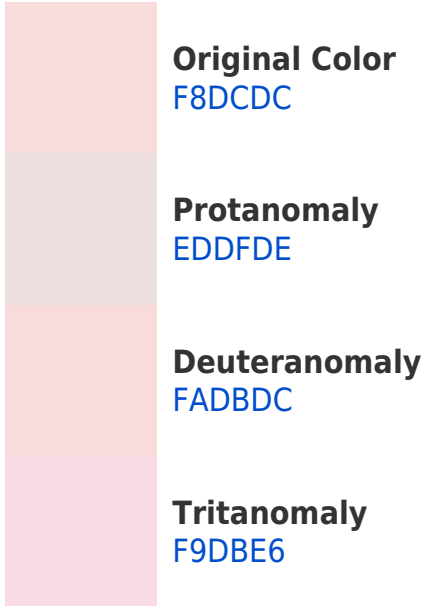 Original Color
F8DCDC
Protanomaly
EDDFDE
Deuteranomaly
FADBDC
Tritanomaly
F9DBE6